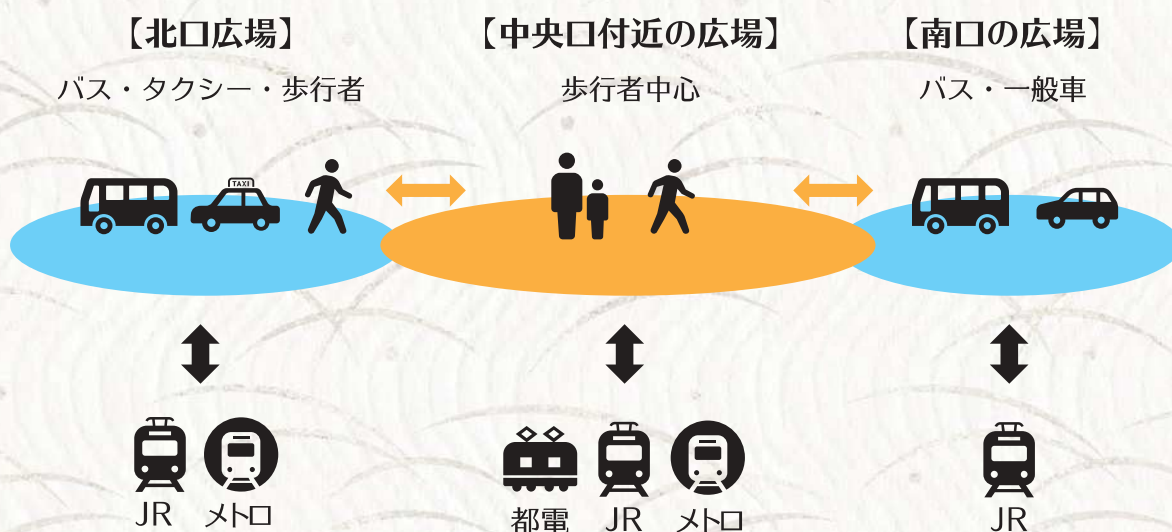 【北口広場】
バス・タクシー・歩行者
【中央口付近の広場】
歩行者中心
【南口の広場】
バス・一般車
TAXI
JR
メトロ
都電
JR
メトロ
JR